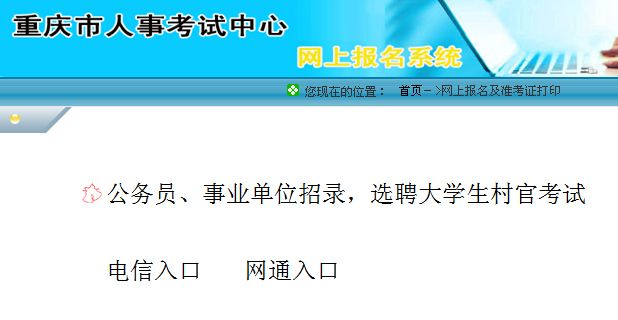 重庆市人事考试中心
网上报名系统
您现在的位置： 首页-->网上报名及准考证打印
公务员、事业单位招录，选聘大学生村官考试
电信入口 网通入口